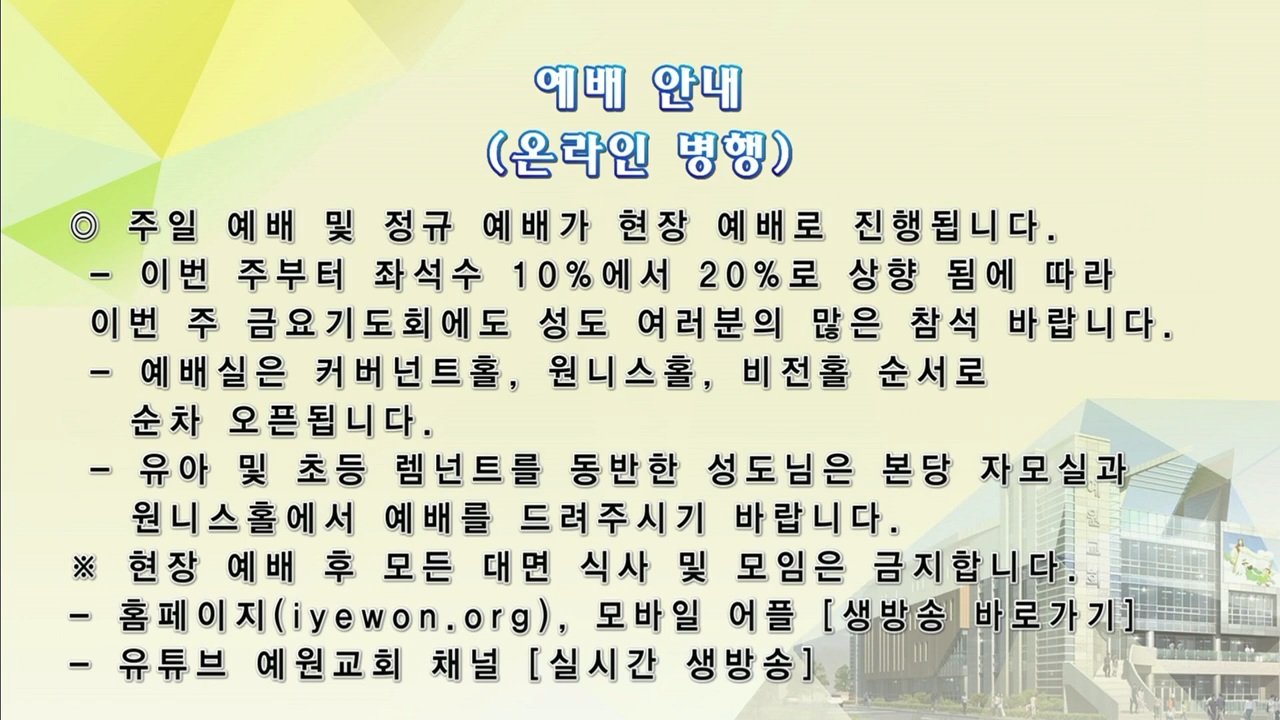 예배 안내
(온라인 병행)
◎ 주일 예배 및 정규 예배가 현장 예배로 진행됩니다.
- 이번 주부터 좌석수 10%에서 20%로 상향 됨에 따라
이번 주 금요기도회에도 성도 여러분의 많은 참석 바랍니다.
- 예배실은 커버넌트홀, 원니스홀, 비전홀 순서로
순차 오픈됩니다.
- 유아 및 초등 렘넌트를 동반한 성도님은 본당 자모실과
원니스홀에서 예배를 드려주시기 바랍니다.
※ 현장 예배 후 모든 대면 식사 및 모임은 금지합니다.
- 홈페이지(iyewon.org), 모바일 어플 [생방송 바로가기]
- 유튜브 예원교회 채널 [실시간 생방송]
예원교회